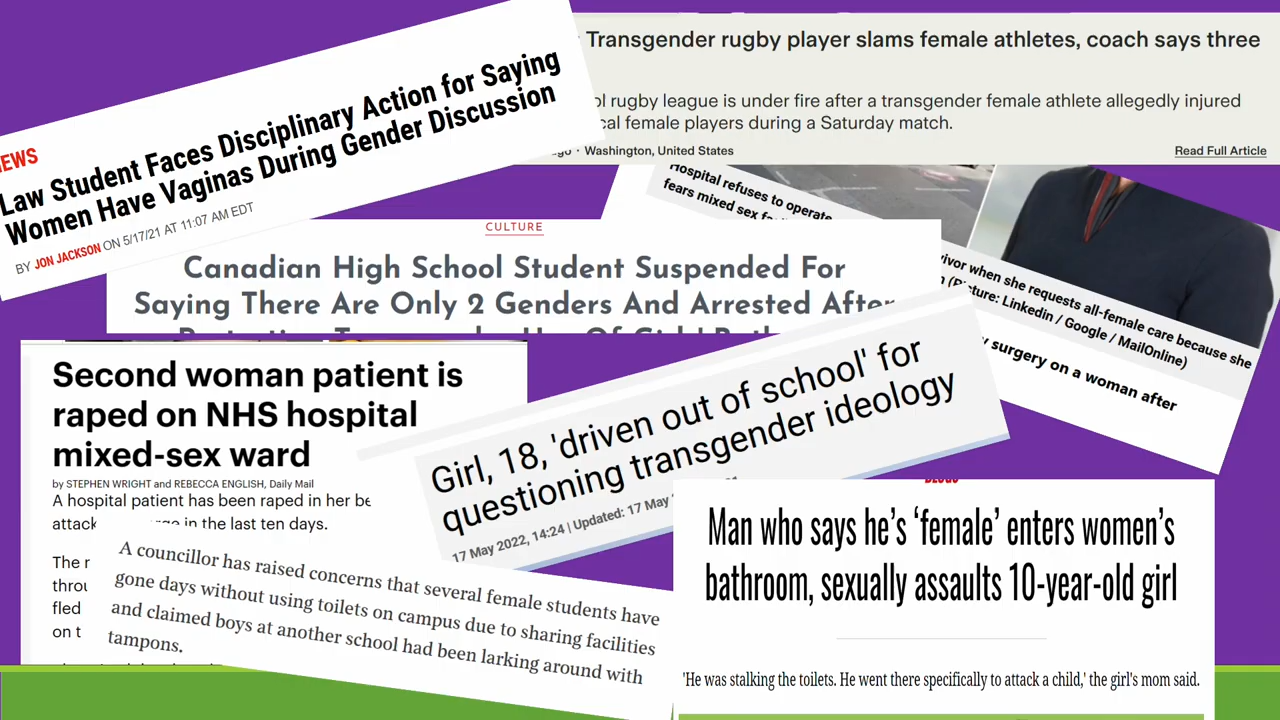 Law Student Faces Disciplinary Action for Saying
Women Have Vaginas During Gender Discussion
BY JON JACKSON ON 5/17/21 AT 11:07 AM EDT
Transgender rugby player slams female athletes, coach says three
rugby league is under fire after a transgender female athlete allegedly injured
female players during a Saturday match.
Washington, United States
Read Full Article
Hospital refuses to operate
fears mixed sex
when she requests all-female care because she
(Picture: Linkedin / Google / MailOnline)
surgery on a woman after
CULTURE
Canadian High School Student Suspended For
Saying There Are Only 2 Genders And Arrested After
Second woman patient is
raped on NHS hospital
mixed-sex ward
by STEPHEN WRIGHT and REBECCA ENGLISH, Daily Mail
A hospital patient has been raped in her
in the last ten days.
The
fled
on
Girl, 18, 'driven out of school' for
questioning transgender ideology
17 May 2022, 14:24 | Updated: 17 May
A councillor has raised concerns that several female students have
gone days without using toilets on campus due to sharing facilities
and claimed boys at another school had been larking around with
tampons.
Man who says he's ‘female’ enters women's
bathroom, sexually assaults 10-year-old girl
'He was stalking the toilets. He went there specifically to attack a child,' the girl's mom said.